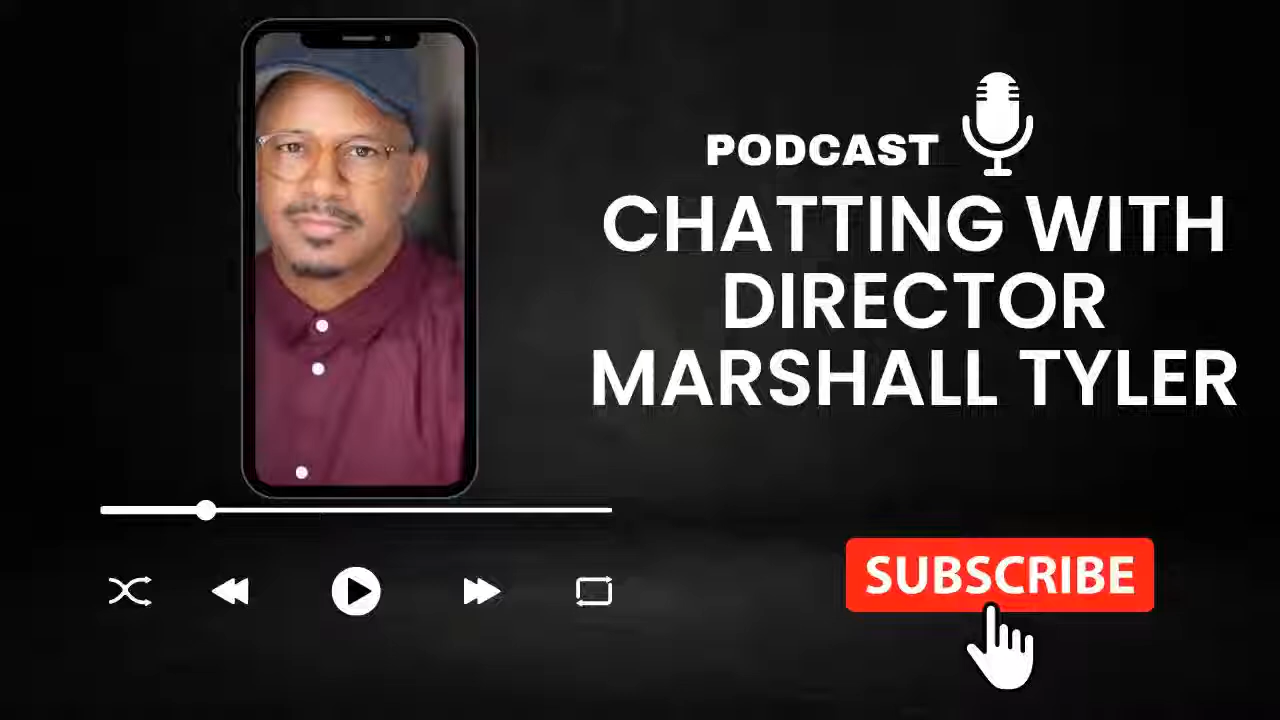 PODCAST
CHATTING WITH
DIRECTOR
MARSHALL TYLER
SUBSCRIBE